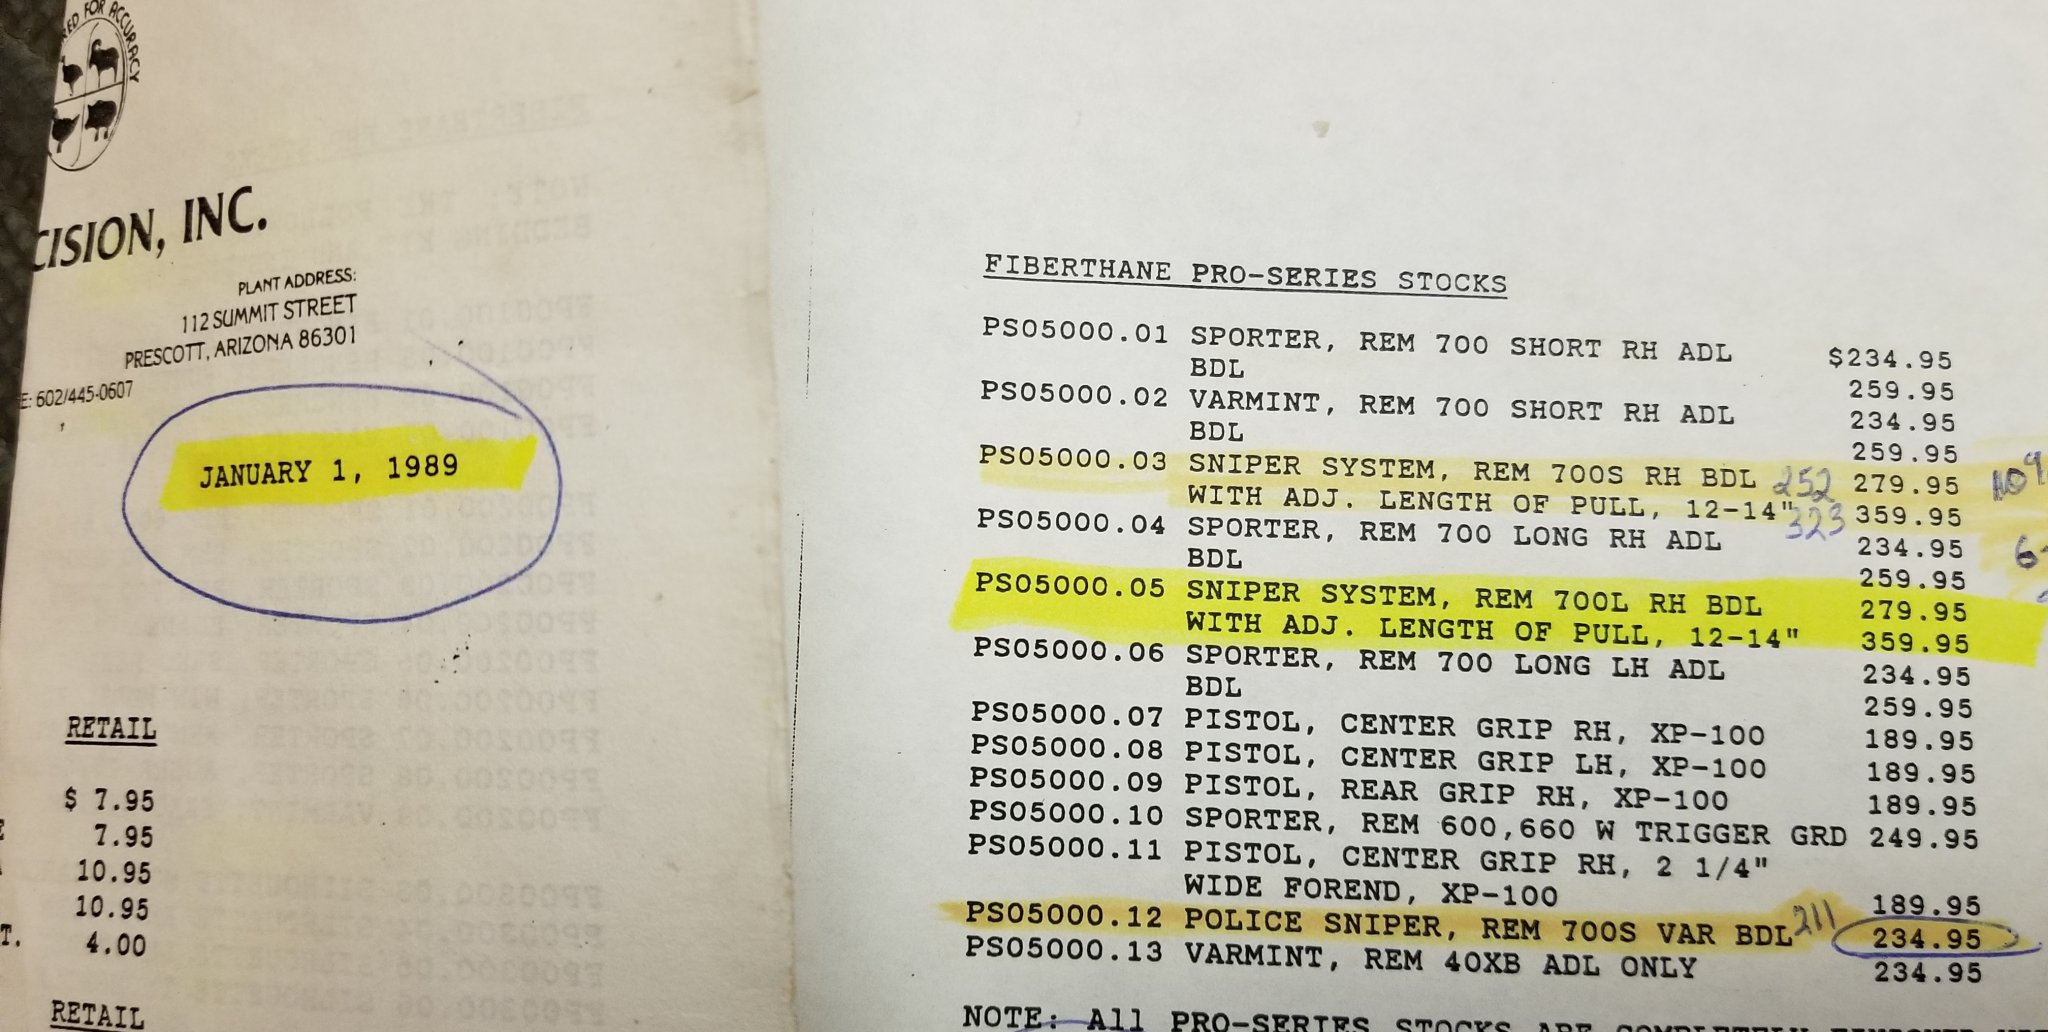 FOR ACCURACY
CISION, INC.
PLANT ADDRESS:
112 SUMMIT STREET
PRESCOTT, ARIZONA 86301
E: 602/445-0607
JANUARY 1, 1989
RETAIL
$ 7.95
7.95
10.95
10.95
T. 4.00
RETAIL
FIBERTHANE PRO-SERIES STOCKS
PS05000.01 SPORTER, REM 700 SHORT RH ADL $234.95
BDL 259.95
PS05000.02 VARMINT, REM 700 SHORT RH ADL 234.95
BDL 259.95
PS05000.03 SNIPER SYSTEM, REM 700S RH BDL 252 279.95
WITH ADJ. LENGTH OF PULL, 12-14" 323 359.95
PS05000.04 SPORTER, REM 700 LONG RH ADL 234.95
BDL 259.95
PS05000.05 SNIPER SYSTEM, REM 700L RH BDL 279.95
WITH ADJ. LENGTH OF PULL, 12-14" 359.95
PS05000.06 SPORTER, REM 700 LONG LH ADL 234.95
BDL 259.95
PS05000.07 PISTOL, CENTER GRIP RH, XP-100 189.95
PS05000.08 PISTOL, CENTER GRIP LH, XP-100 189.95
PS05000.09 PISTOL, REAR GRIP RH, XP-100 189.95
PS05000.10 SPORTER, REM 600,660 W TRIGGER GRD 249.95
PS05000.11 PISTOL, CENTER GRIP RH, 2 1/4"
WIDE FOREND, XP-100 189.95
PS05000.12 POLICE SNIPER, REM 700S VAR BDL 211 234.95
PS05000.13 VARMINT, REM 40XB ADL ONLY 234.95
NOTE: All PRO-SERIES STOCKS ARE COMPLETELY